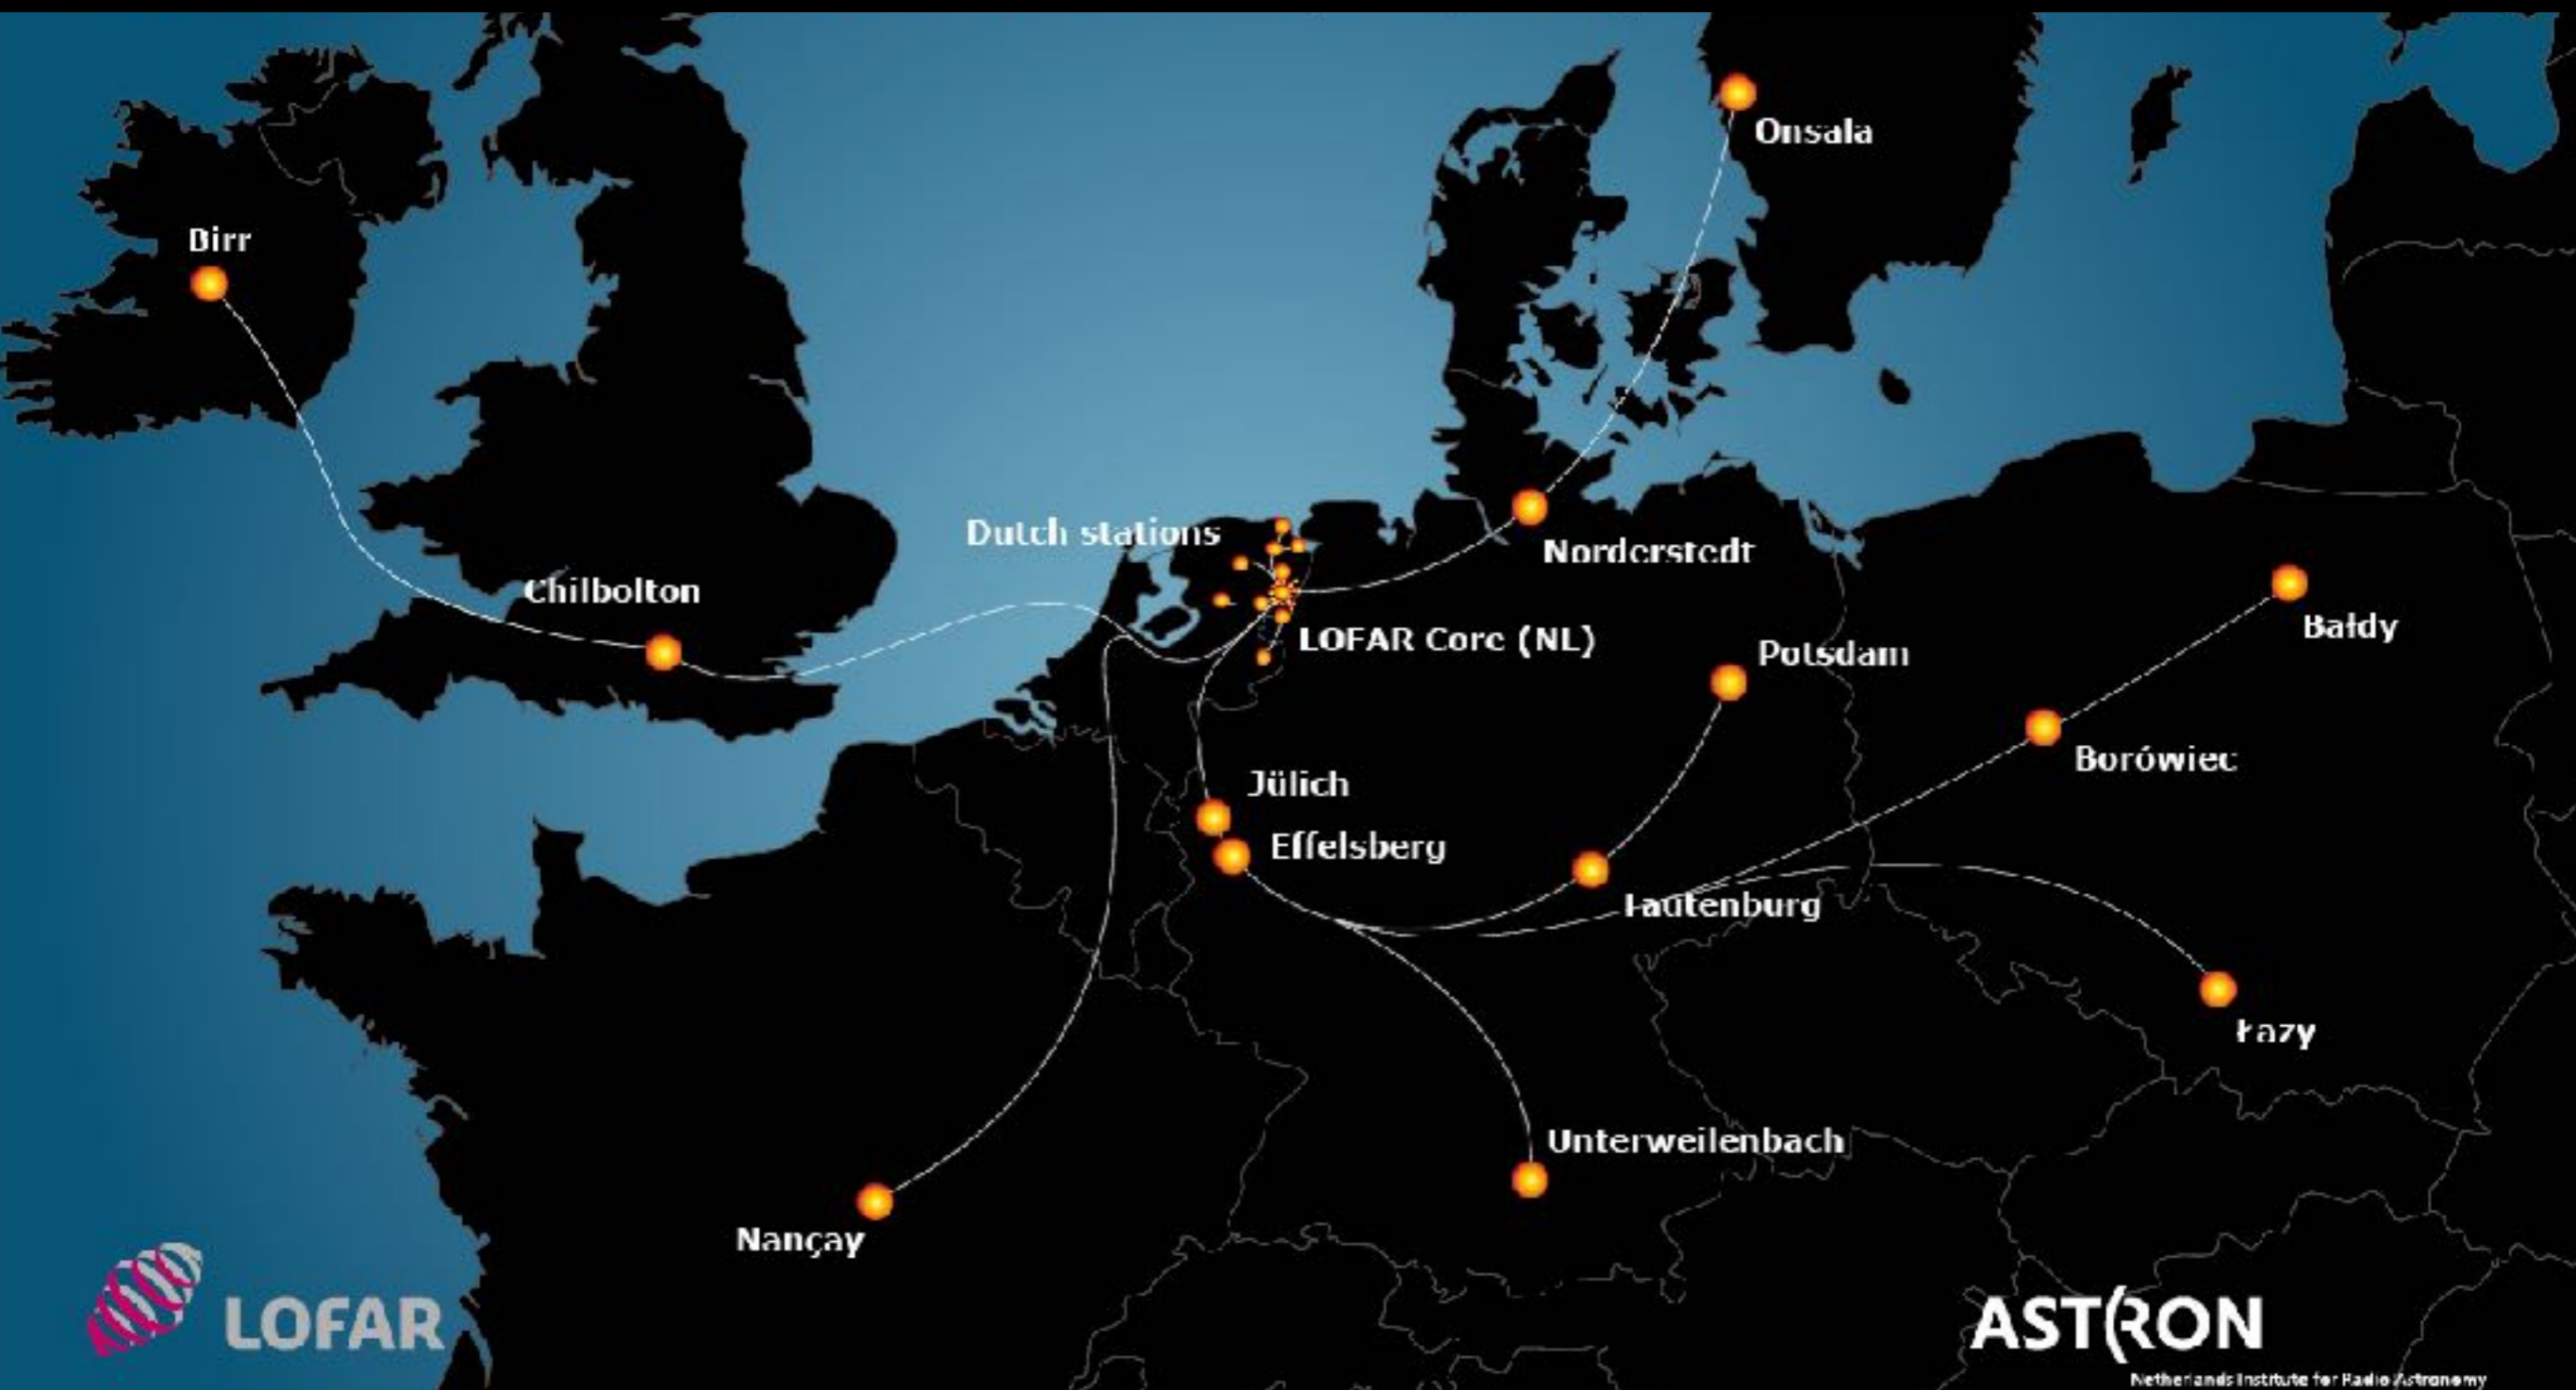 Onsala
Birr
Dutch stations
Norderstedt
Chilbolton
Bałdy
LOFAR Core (NL)
Potsdam
Borówiec
Jülich
Effelsberg
Tautenburg
Łazy
Unterweilenbach
Nançay
LOFAR
ASTRON
Netherlands Institute for Radio Astronomy